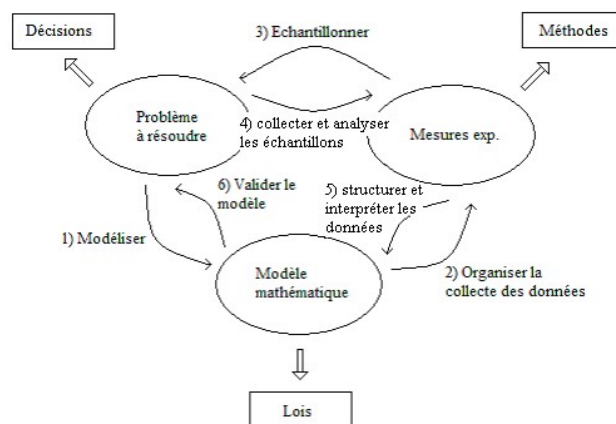 Décisions
3) Echantillonner
Méthodes
Problème
à résoudre
4) collecter et analyser
les échantillons
Mesures exp.
6) Valider le
modèle
5) structurer et
interpréter les
données
1) Modéliser
Modèle
mathématique
2) Organiser la
collecte des données
Lois